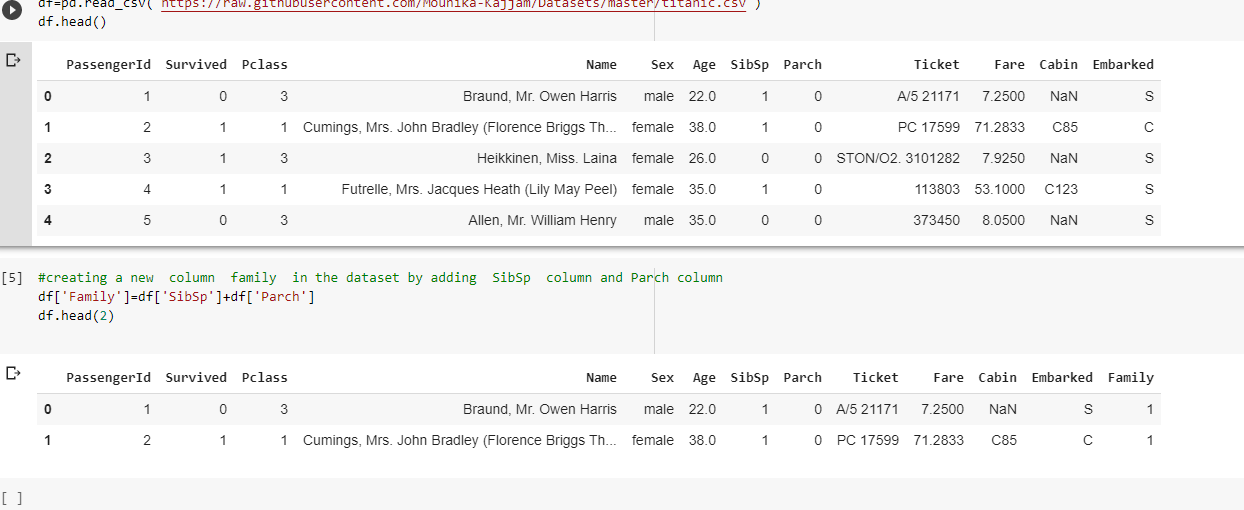 df=pd.read_csv('https://raw.githubusercontent.com/Mounika-Kajjam/Datasets/master/titanic.csv')
df.head()
PassengerId Survived Pclass Name Sex Age SibSp Parch Ticket Fare Cabin Embarked
0 1 0 3 Braund, Mr. Owen Harris male 22.0 1 0 A/5 21171 7.2500 NaN S
1 2 1 1 Cumings, Mrs. John Bradley (Florence Briggs Th... female 38.0 1 0 PC 17599 71.2833 C85 C
2 3 1 3 Heikkinen, Miss. Laina female 26.0 0 0 STON/O2. 3101282 7.9250 NaN S
3 4 1 1 Futrelle, Mrs. Jacques Heath (Lily May Peel) female 35.0 1 0 113803 53.1000 C123 S
4 5 0 3 Allen, Mr. William Henry male 35.0 0 0 373450 8.0500 NaN S
[5] #creating a new column family in the dataset by adding SibSp column and Parch column
df['Family']=df['SibSp']+df['Parch']
df.head(2)
PassengerId Survived Pclass Name Sex Age SibSp Parch Ticket Fare Cabin Embarked Family
0 1 0 3 Braund, Mr. Owen Harris male 22.0 1 0 A/5 21171 7.2500 NaN S 1
1 2 1 1 Cumings, Mrs. John Bradley (Florence Briggs Th... female 38.0 1 0 PC 17599 71.2833 C85 C 1
[ ]